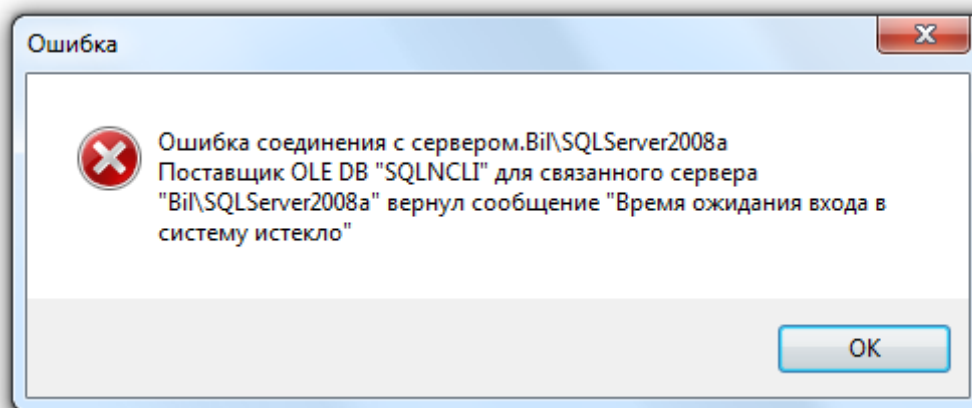 Ошибка
Ошибка соединения с сервером.Bil\SQLServer2008a
Поставщик OLE DB "SQLNCLI" для связанного сервера
"Bil\SQLServer2008a" вернул сообщение "Время ожидания входа в
систему истекло"
OK